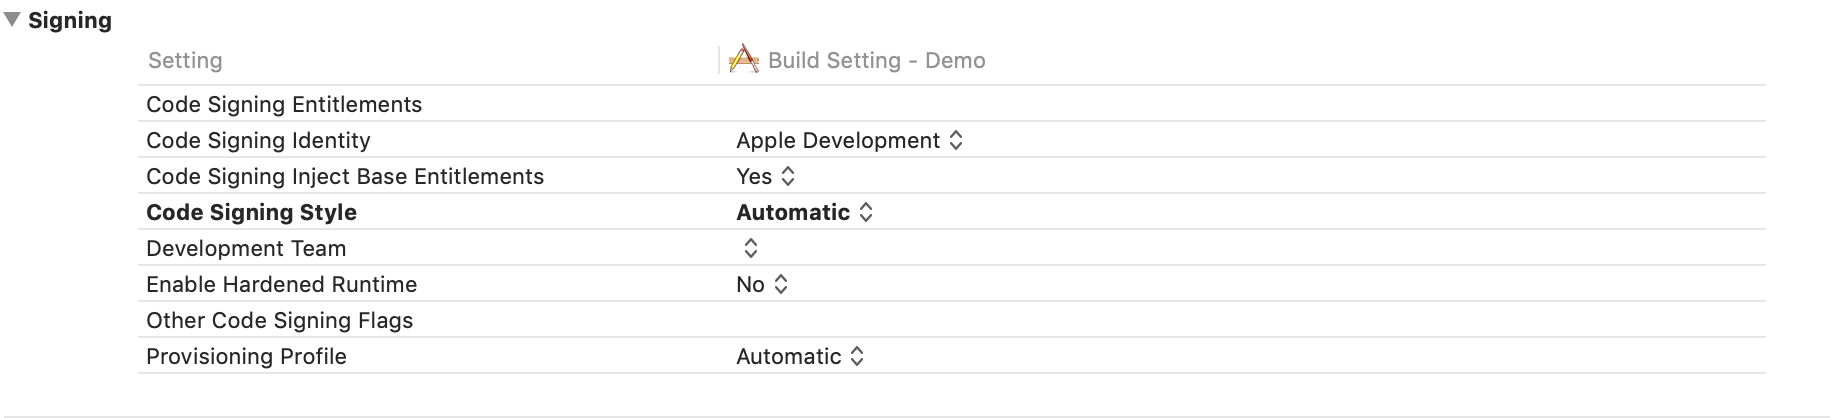 Signing
Setting Build Setting - Demo
Code Signing Entitlements
Code Signing Identity Apple Development
Code Signing Inject Base Entitlements Yes
Code Signing Style Automatic
Development Team
Enable Hardened Runtime No
Other Code Signing Flags
Provisioning Profile Automatic